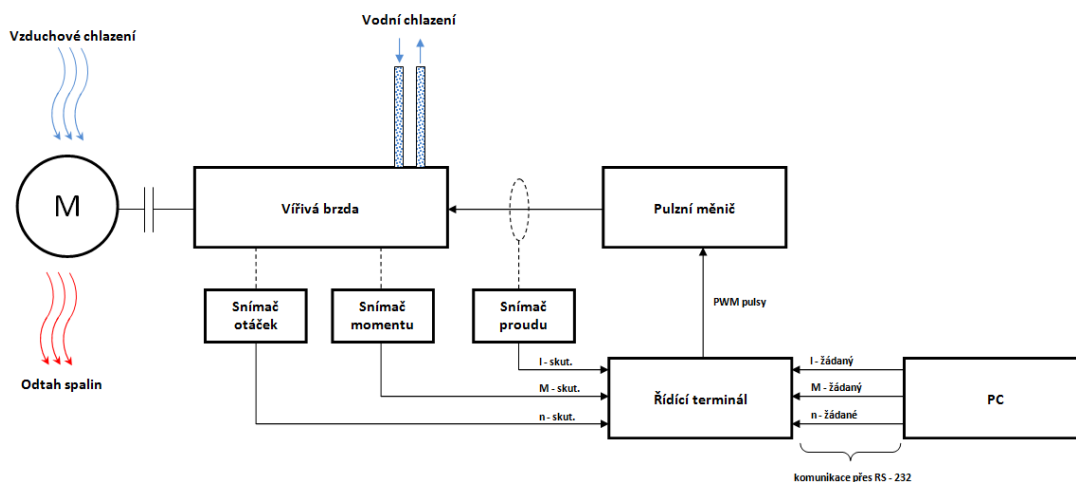 Vodní chlazení
Vzduchové chlazení
M
Vířivá brzda
Pulzní měnič
Snímač
otáček
Snímač
momentu
Snímač
proudu
PWM pulsy
I - skut.
M - skut.
n - skut.
Řídící terminál
I - žádaný
M - žádaný
n - žádané
PC
Odtah spalin
komunikace přes RS - 232